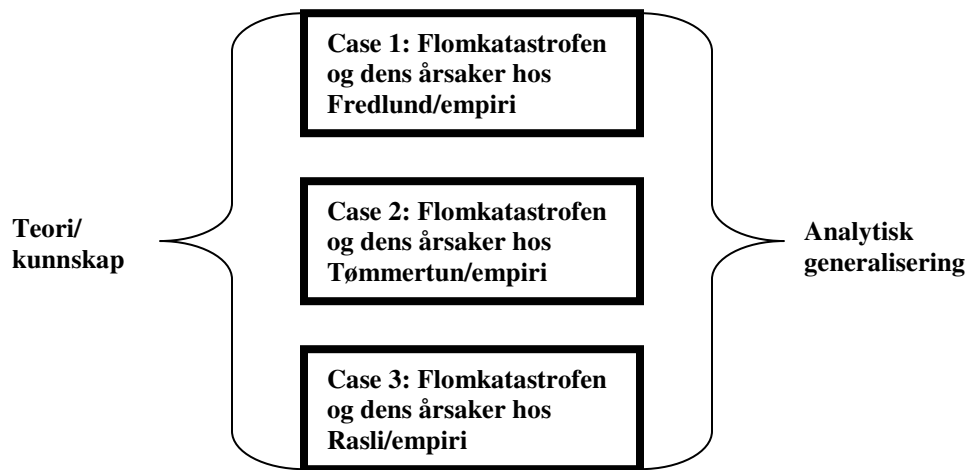 Teori/
kunnskap
Case 1: Flomkatastrofen
og dens årsaker hos
Fredlund/empiri
Case 2: Flomkatastrofen
og dens årsaker hos
Tømmertun/empiri
Case 3: Flomkatastrofen
og dens årsaker hos
Rasli/empiri
Analytisk
generalisering